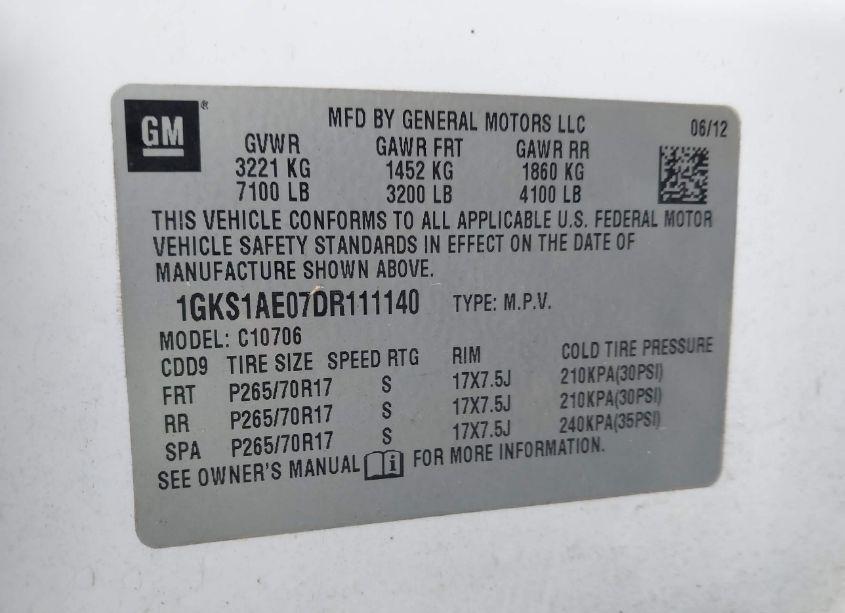 GM ®
MFD BY GENERAL MOTORS LLC 06/12
GVWR GAWR FRT GAWR RR
3221 KG 1452 KG 1860 KG
7100 LB 3200 LB 4100 LB
THIS VEHICLE CONFORMS TO ALL APPLICABLE U.S. FEDERAL MOTOR
VEHICLE SAFETY STANDARDS IN EFFECT ON THE DATE OF
MANUFACTURE SHOWN ABOVE.
1GKS1AE07DR111140 TYPE: M.P.V.
MODEL: C10706
CDD9 TIRE SIZE SPEED RTG RIM COLD TIRE PRESSURE
FRT P265/70R17 S 17X7.5J 210KPA(30PSI)
RR P265/70R17 S 17X7.5J 210KPA(30PSI)
SPA P265/70R17 S 17X7.5J 240KPA(35PSI)
SEE OWNER'S MANUAL i FOR MORE INFORMATION.